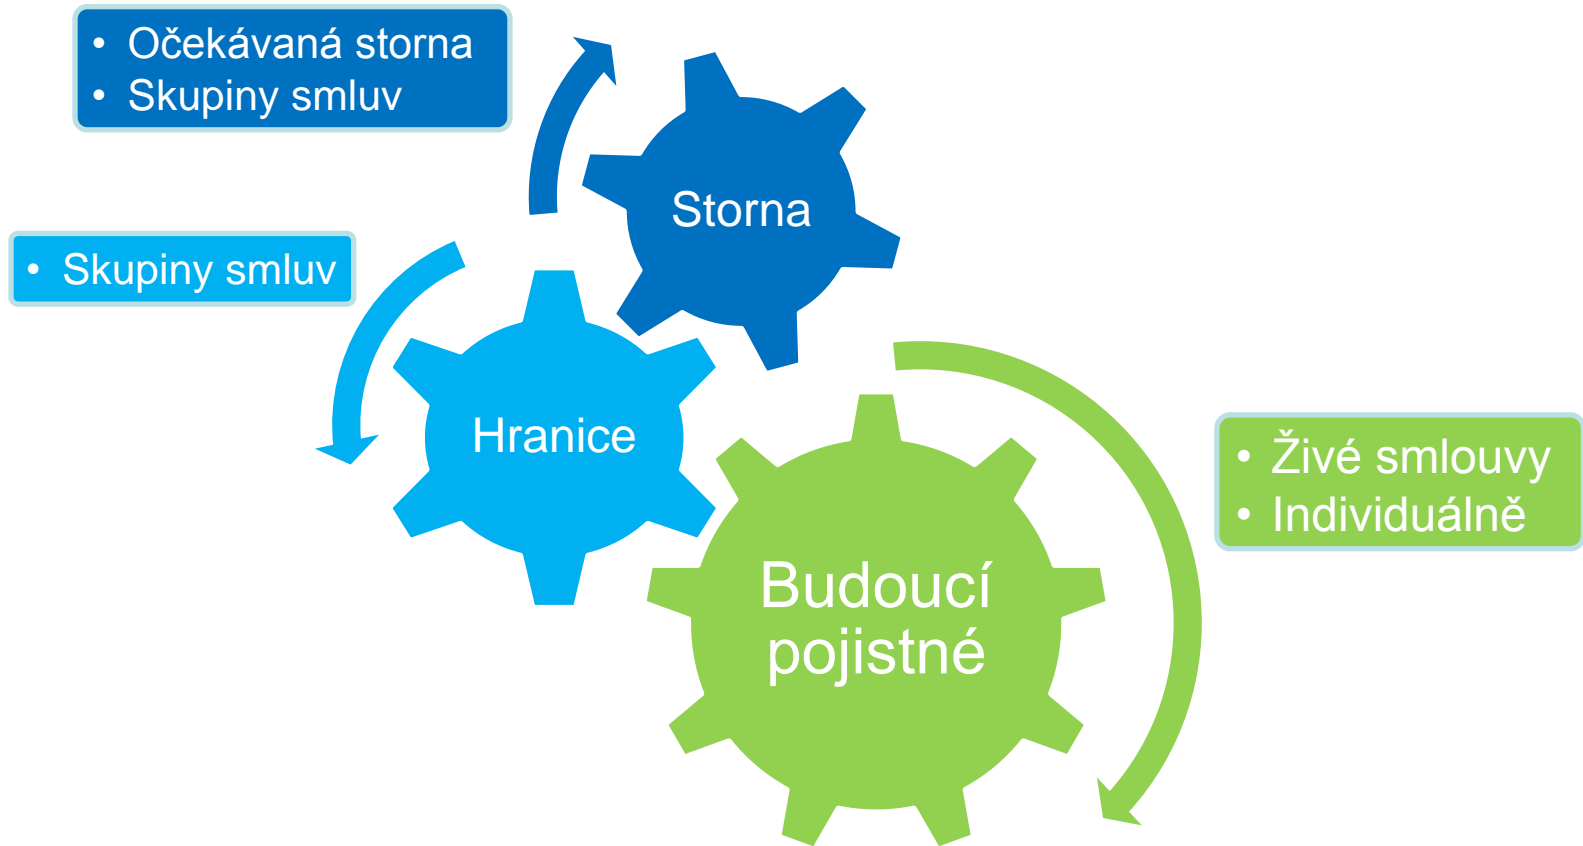 • Očekávaná storna
• Skupiny smluv
Storna
• Skupiny smluv
Hranice
• Živé smlouvy
• Individuálně
Budoucí
pojistné